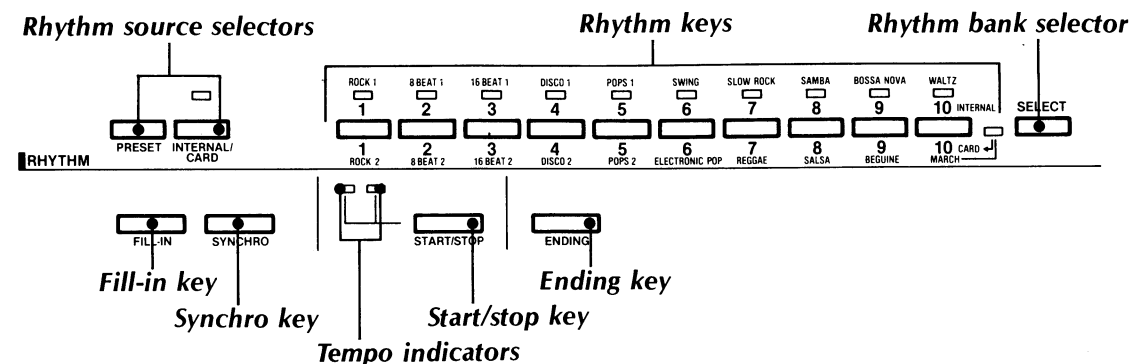 Rhythm source selectors
Rhythm keys
Rhythm bank selector
ROCK 1 8 BEAT 1 16 BEAT 1 DISCO 1 POPS 1 SWING SLOW ROCK SAMBA BOSSA NOVA WALTZ
1 2 3 4 5 6 7 8 9 10 INTERNAL
SELECT
PRESET INTERNAL/
CARD
1 2 3 4 5 6 7 8 9 10 CARD
RHYTHM
ROCK 2 8 BEAT 2 16 BEAT 2 DISCO 2 POPS 2 ELECTRONIC POP REGGAE SALSA BEGUINE MARCH
FILL-IN SYNCHRO START/STOP ENDING
Fill-in key
Ending key
Synchro key
Start/stop key
Tempo indicators